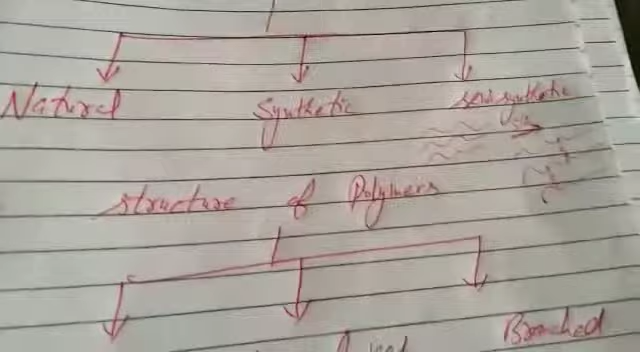 Natural Synthetic semisynthetic
structure of Polymers
Branched